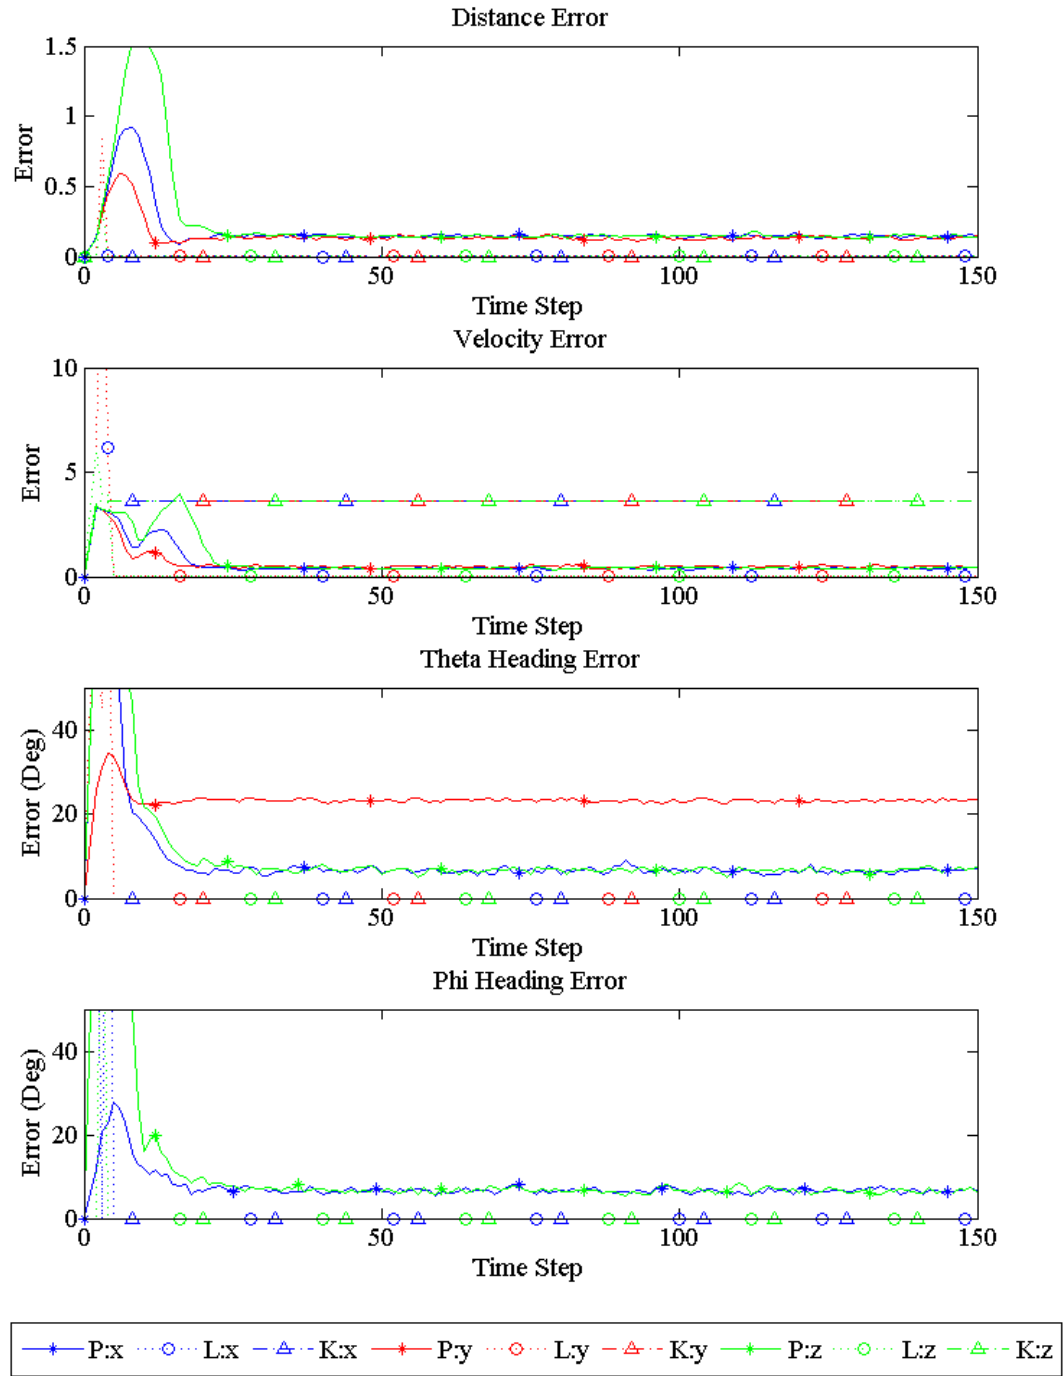 Distance Error
1.5
1
0.5
0
Error
0 50 100 150
Time Step
Velocity Error
10
5
0
Error
0 50 100 150
Time Step
Theta Heading Error
40
20
0
Error (Deg)
0 50 100 150
Time Step
Phi Heading Error
40
20
0
Error (Deg)
0 50 100 150
Time Step
P:x L:x K:x P:y L:y K:y P:z L:z K:z